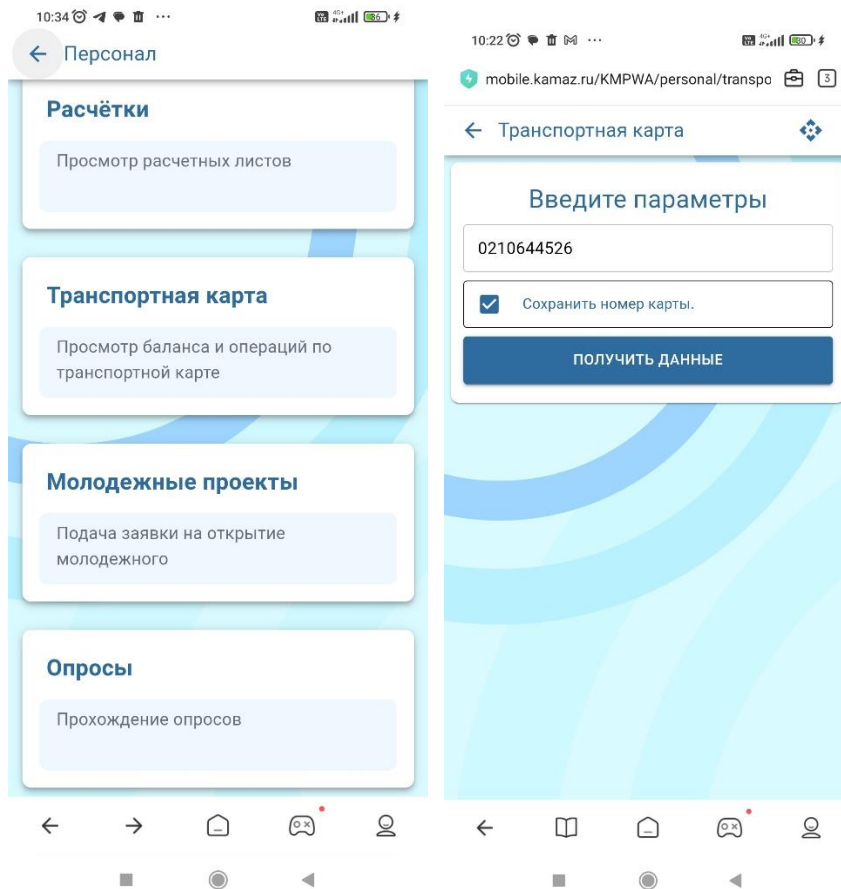 10:34
86
Персонал
Расчётки
Просмотр расчетных листов
Транспортная карта
Просмотр баланса и операций по
транспортной карте
Молодежные проекты
Подача заявки на открытие
молодежного
Опросы
Прохождение опросов
10:22
80
mobile.kamaz.ru/KMPWA/personal/transpo
3
Транспортная карта
Введите параметры
0210644526
Сохранить номер карты.
ПОЛУЧИТЬ ДАННЫЕ